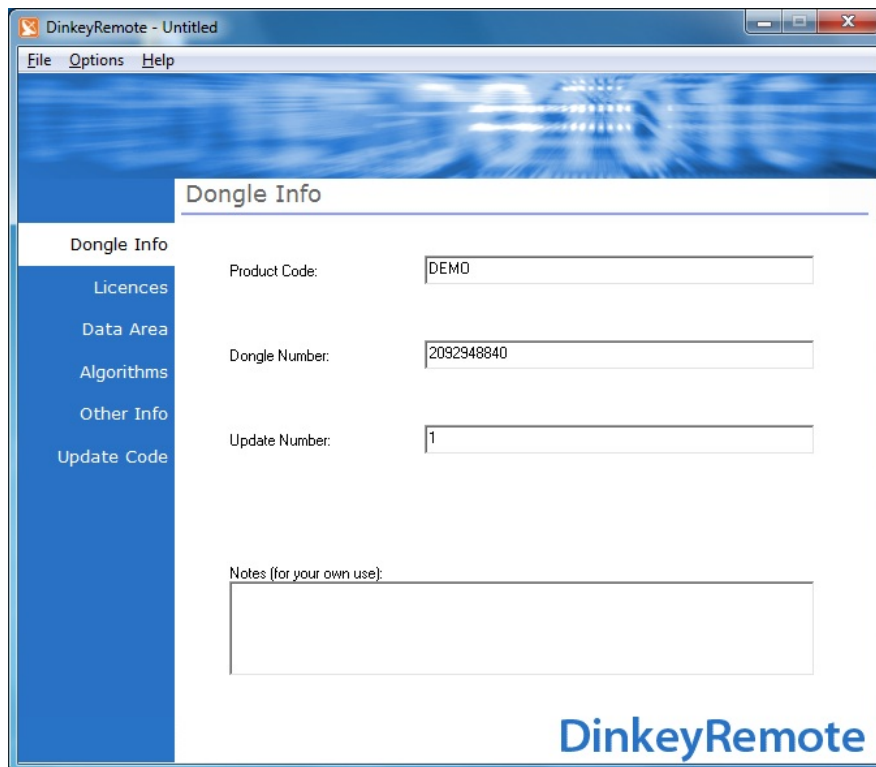 DinkeyRemote - Untitled
File Options Help
Dongle Info
Dongle Info
Licences
Data Area
Algorithms
Other Info
Update Code
Product Code: DEMO
Dongle Number: 2092948840
Update Number: 1
Notes (for your own use):
DinkeyRemote